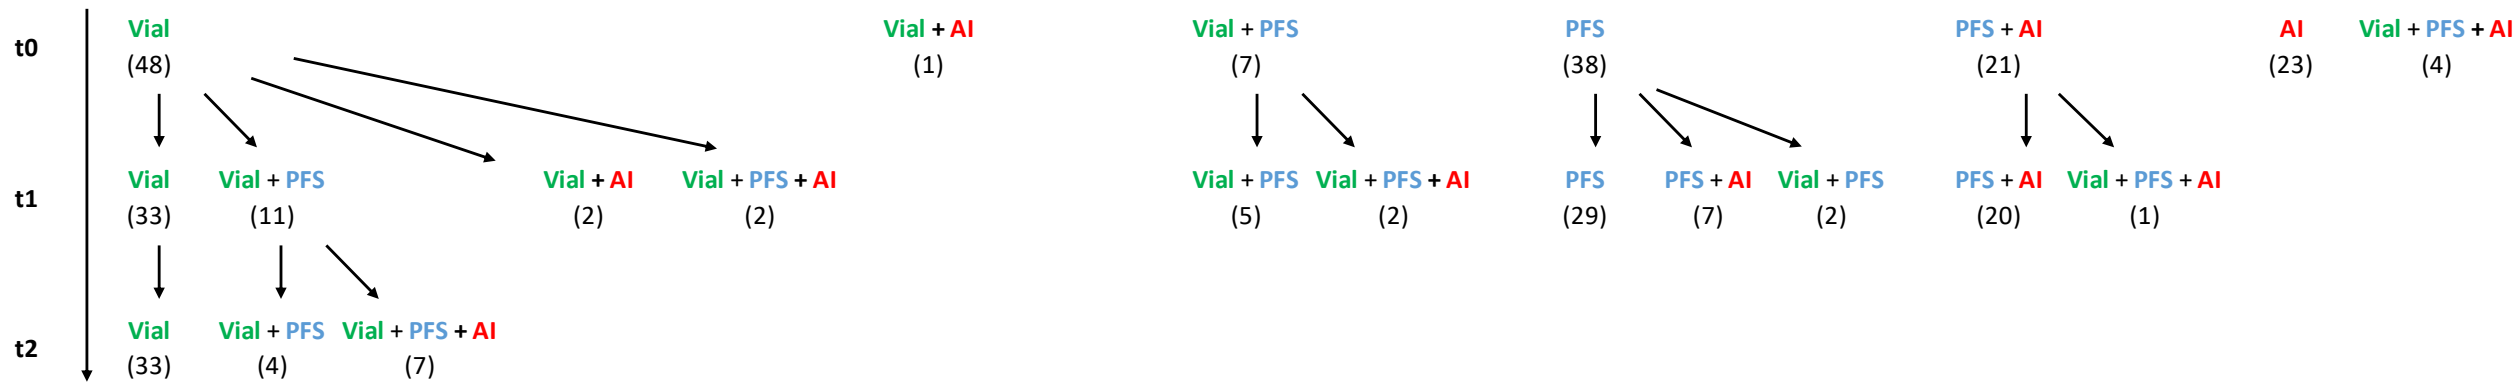 t0 Vial Vial + AI Vial + PFS PFS PFS + AI AI Vial + PFS + AI
(48) (1) (7) (38) (21) (23) (4)
t1 Vial Vial + PFS Vial + AI Vial + PFS + AI Vial + PFS Vial + PFS + AI PFS PFS + AI Vial + PFS PFS + AI Vial + PFS + AI
(33) (11) (2) (2) (5) (2) (29) (7) (2) (20) (1)
t2 Vial Vial + PFS Vial + PFS + AI
(33) (4) (7)